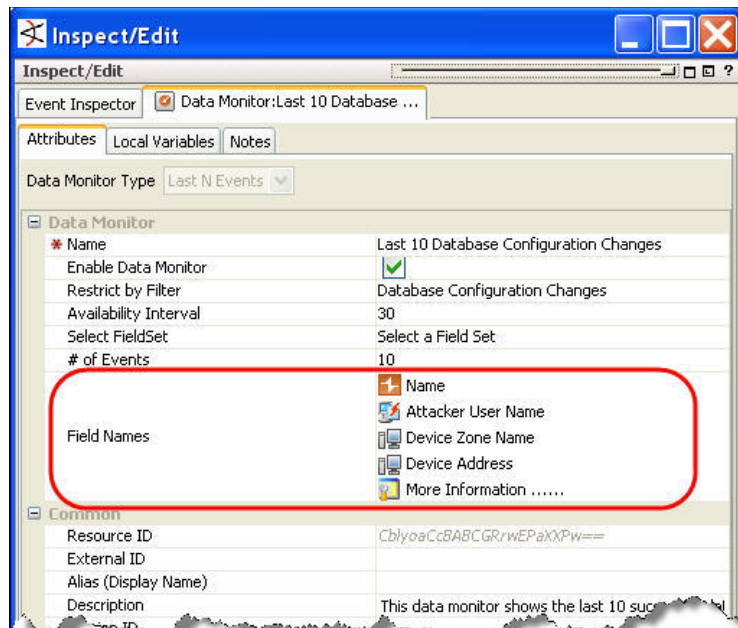 Inspect/Edit
Inspect/Edit ?
Event Inspector Data Monitor:Last 10 Database ...
Attributes Local Variables Notes
Data Monitor Type Last N Events
Data Monitor
* Name Last 10 Database Configuration Changes
Enable Data Monitor
Restrict by Filter Database Configuration Changes
Availability Interval 30
Select FieldSet Select a Field Set
# of Events 10
Field Names
Name
Attacker User Name
Device Zone Name
Device Address
More Information ......
Common
Resource ID
External ID
Alias (Display Name)
Description This data monitor shows the last 10
ID